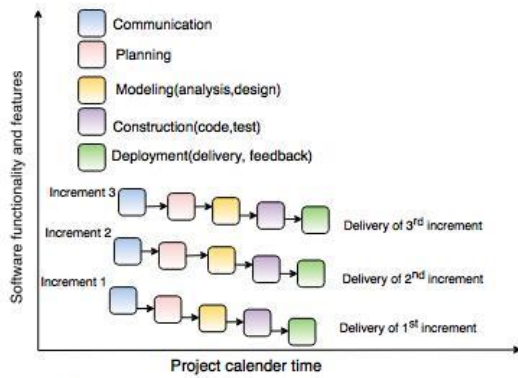 Communication
Planning
Modeling(analysis,design)
Construction(code,test)
Deployment(delivery, feedback)
Increment 3
Delivery of 3rd increment
Increment 2
Delivery of 2nd increment
Increment 1
Delivery of 1st increment
Software functionality and features
Project calender time